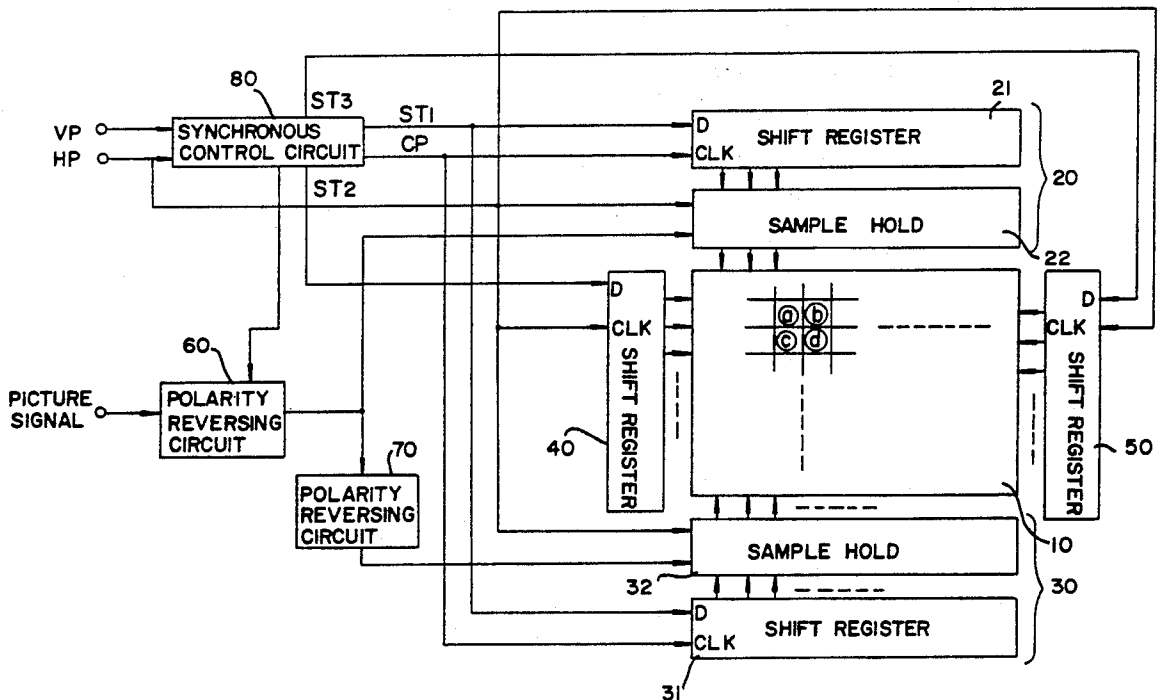 80
ST3
VP
HP
SYNCHRONOUS
CONTROL CIRCUIT
ST1
CP
ST2
21
D
CLK
SHIFT REGISTER
20
SAMPLE HOLD
22
D
CLK
SHIFT REGISTER
40
a b
c d
D
CLK
SHIFT REGISTER
50
60
PICTURE
SIGNAL
POLARITY
REVERSING
CIRCUIT
70
POLARITY
REVERSING
CIRCUIT
10
SAMPLE HOLD
32
30
D
CLK
SHIFT REGISTER
31